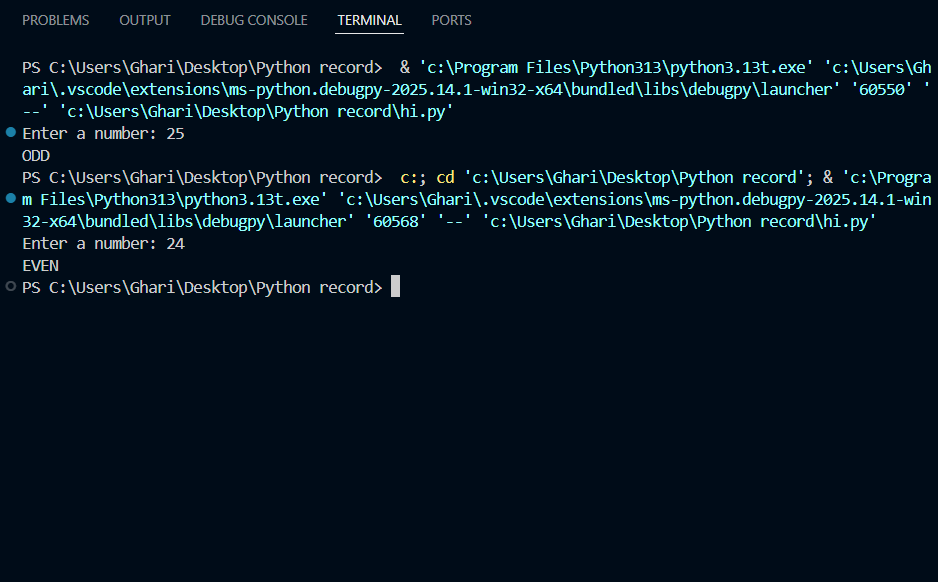 PROBLEMS OUTPUT DEBUG CONSOLE TERMINAL PORTS
PS C:\Users\Ghari\Desktop\Python record>  & 'c:\Program Files\Python313\python3.13t.exe' 'c:\Users\Gh
ari\.vscode\extensions\ms-python.debugpy-2025.14.1-win32-x64\bundled\libs\debugpy\launcher' '60550' '
--' 'c:\Users\Ghari\Desktop\Python record\hi.py'
Enter a number: 25
ODD
PS C:\Users\Ghari\Desktop\Python record>  c:; cd 'c:\Users\Ghari\Desktop\Python record'; & 'c:\Progra
m Files\Python313\python3.13t.exe' 'c:\Users\Ghari\.vscode\extensions\ms-python.debugpy-2025.14.1-win
32-x64\bundled\libs\debugpy\launcher' '60568' '--' 'c:\Users\Ghari\Desktop\Python record\hi.py'
Enter a number: 24
EVEN
PS C:\Users\Ghari\Desktop\Python record>